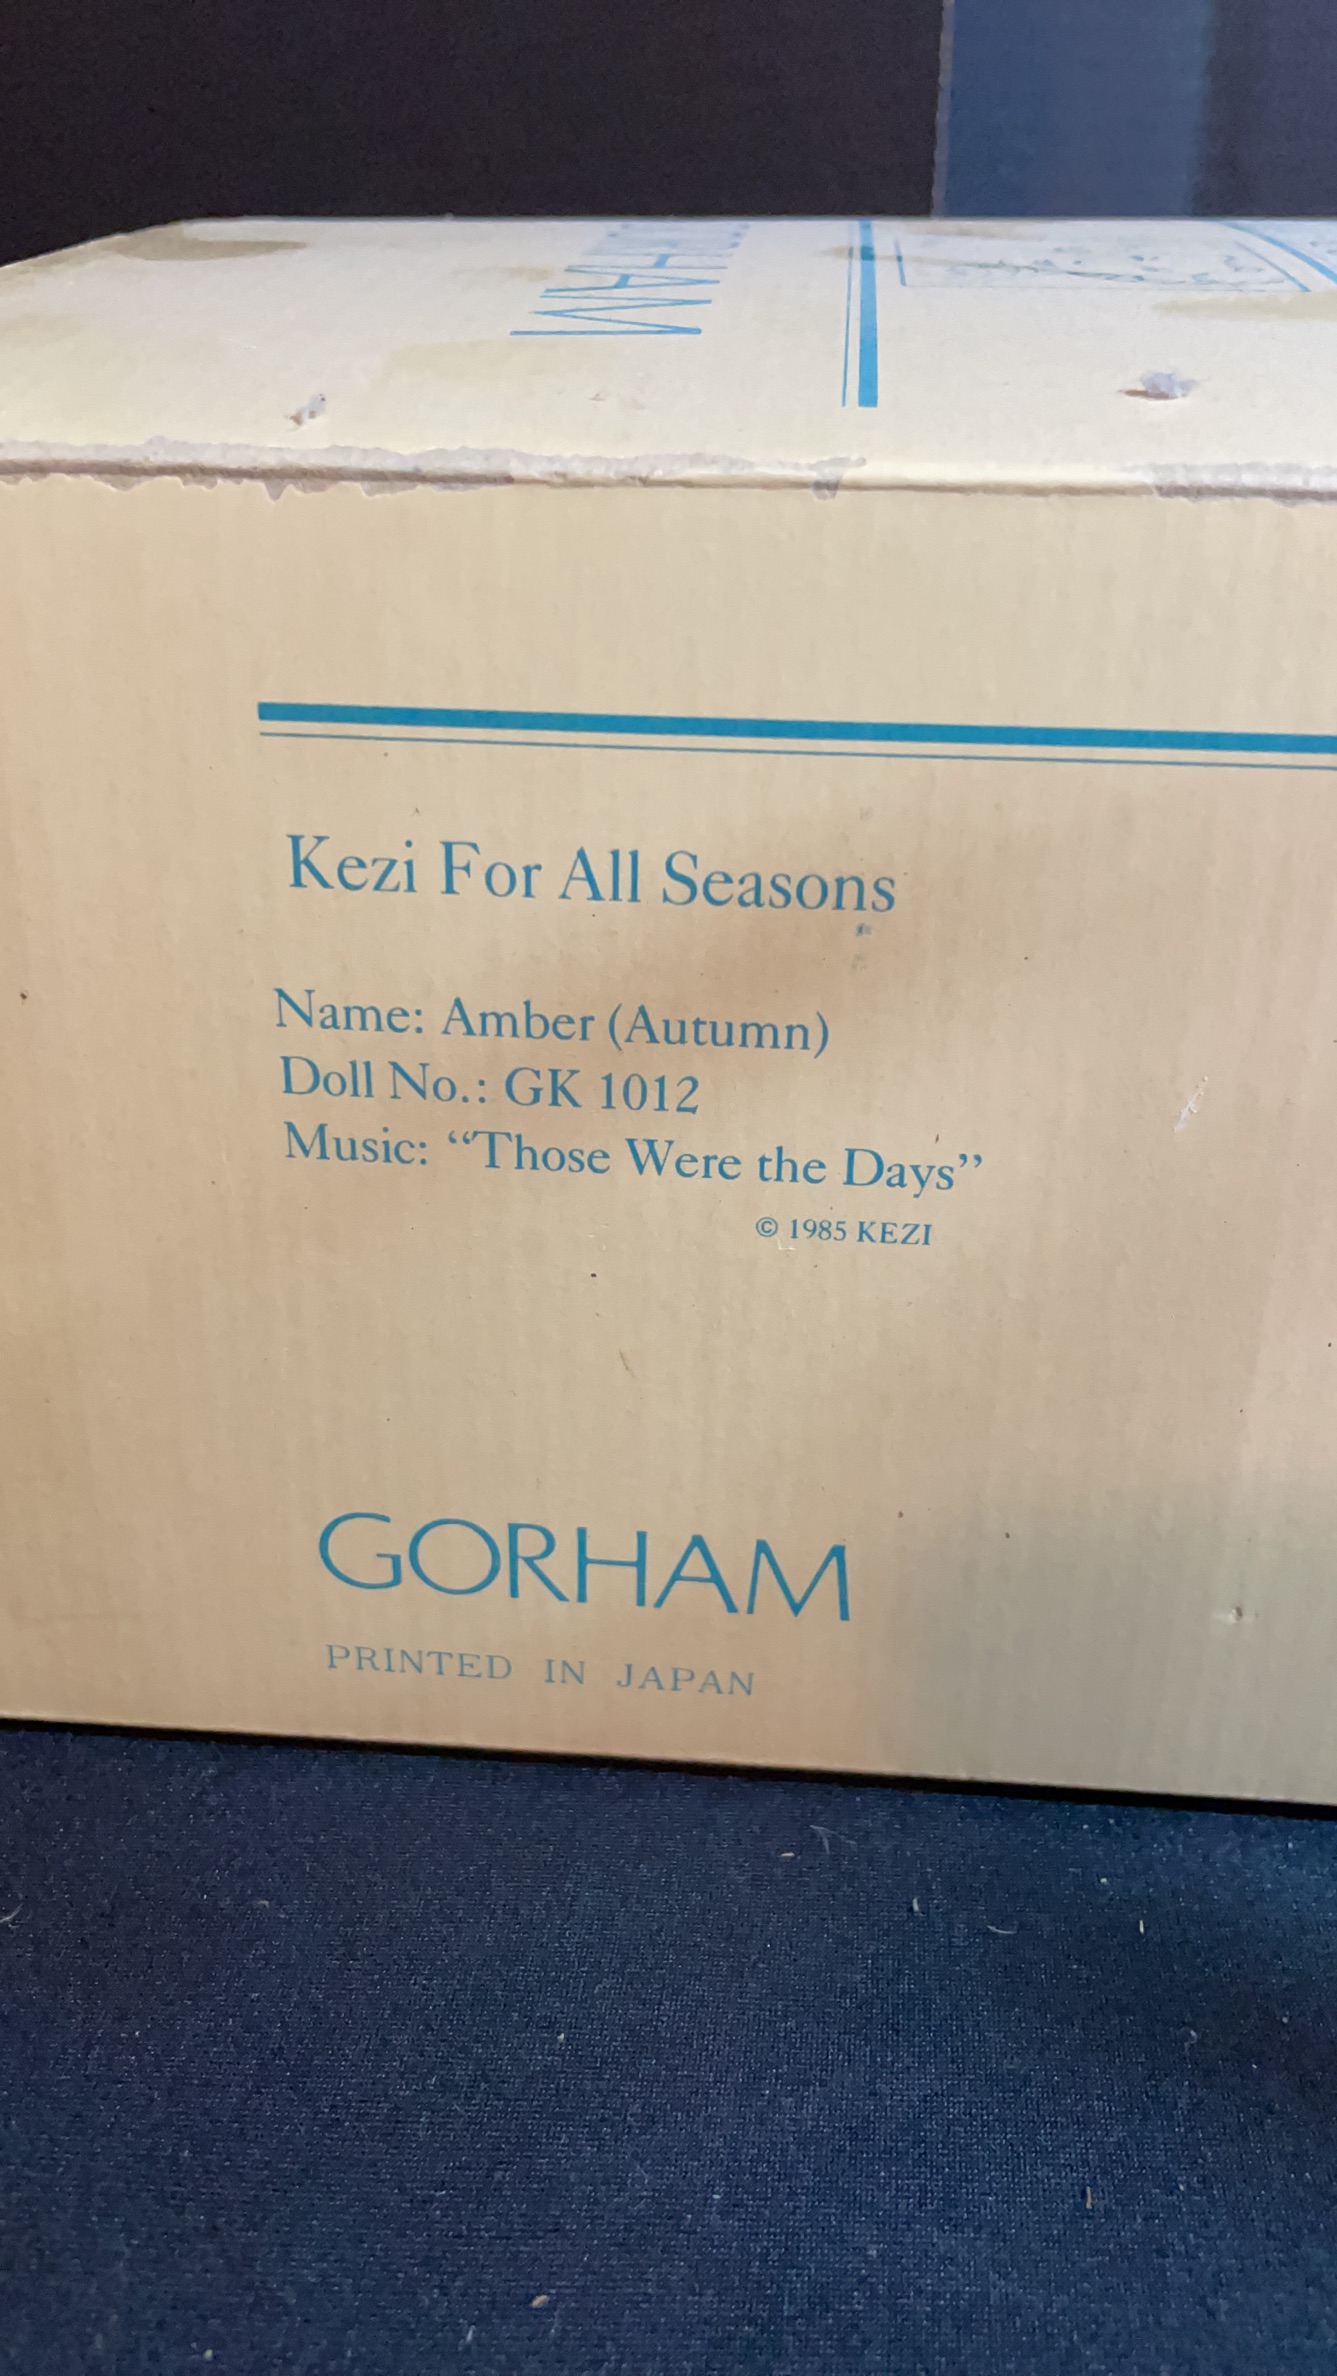 Kezi For All Seasons
Name: Amber (Autumn)
Doll No.: GK 1012
Music: “Those Were the Days”
© 1985 KEZI
GORHAM
PRINTED IN JAPAN